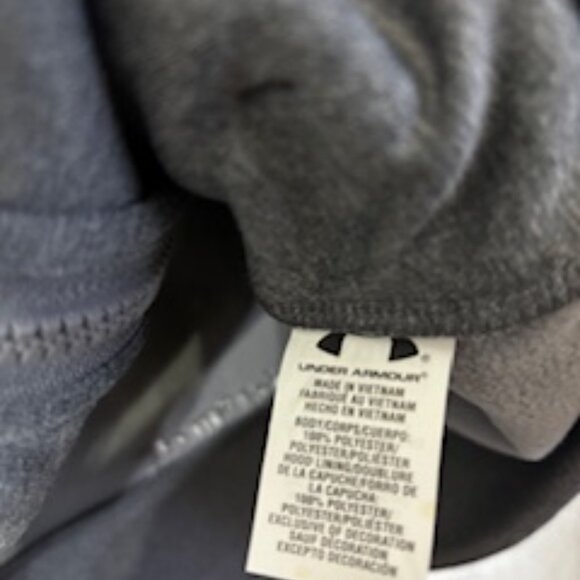 UNDER ARMOUR®
MADE IN VIETNAM
/FABRIQUÉ AU VIETNAM
HECHO EN VIETNAM
BODY/CORPS/CUERPO:
100% POLYESTER/
POLYESTER/POLIÉSTER
HOOD LINING/DOUBLURE
DE LA CAPUCHE/FORRO DE
LA CAPUCHA:
100% POLYESTER/
POLYESTER/POLIÉSTER
EXCLUSIVE OF DECORATION
SAUF DÉCORATION
EXCEPTO DECORACIÓN